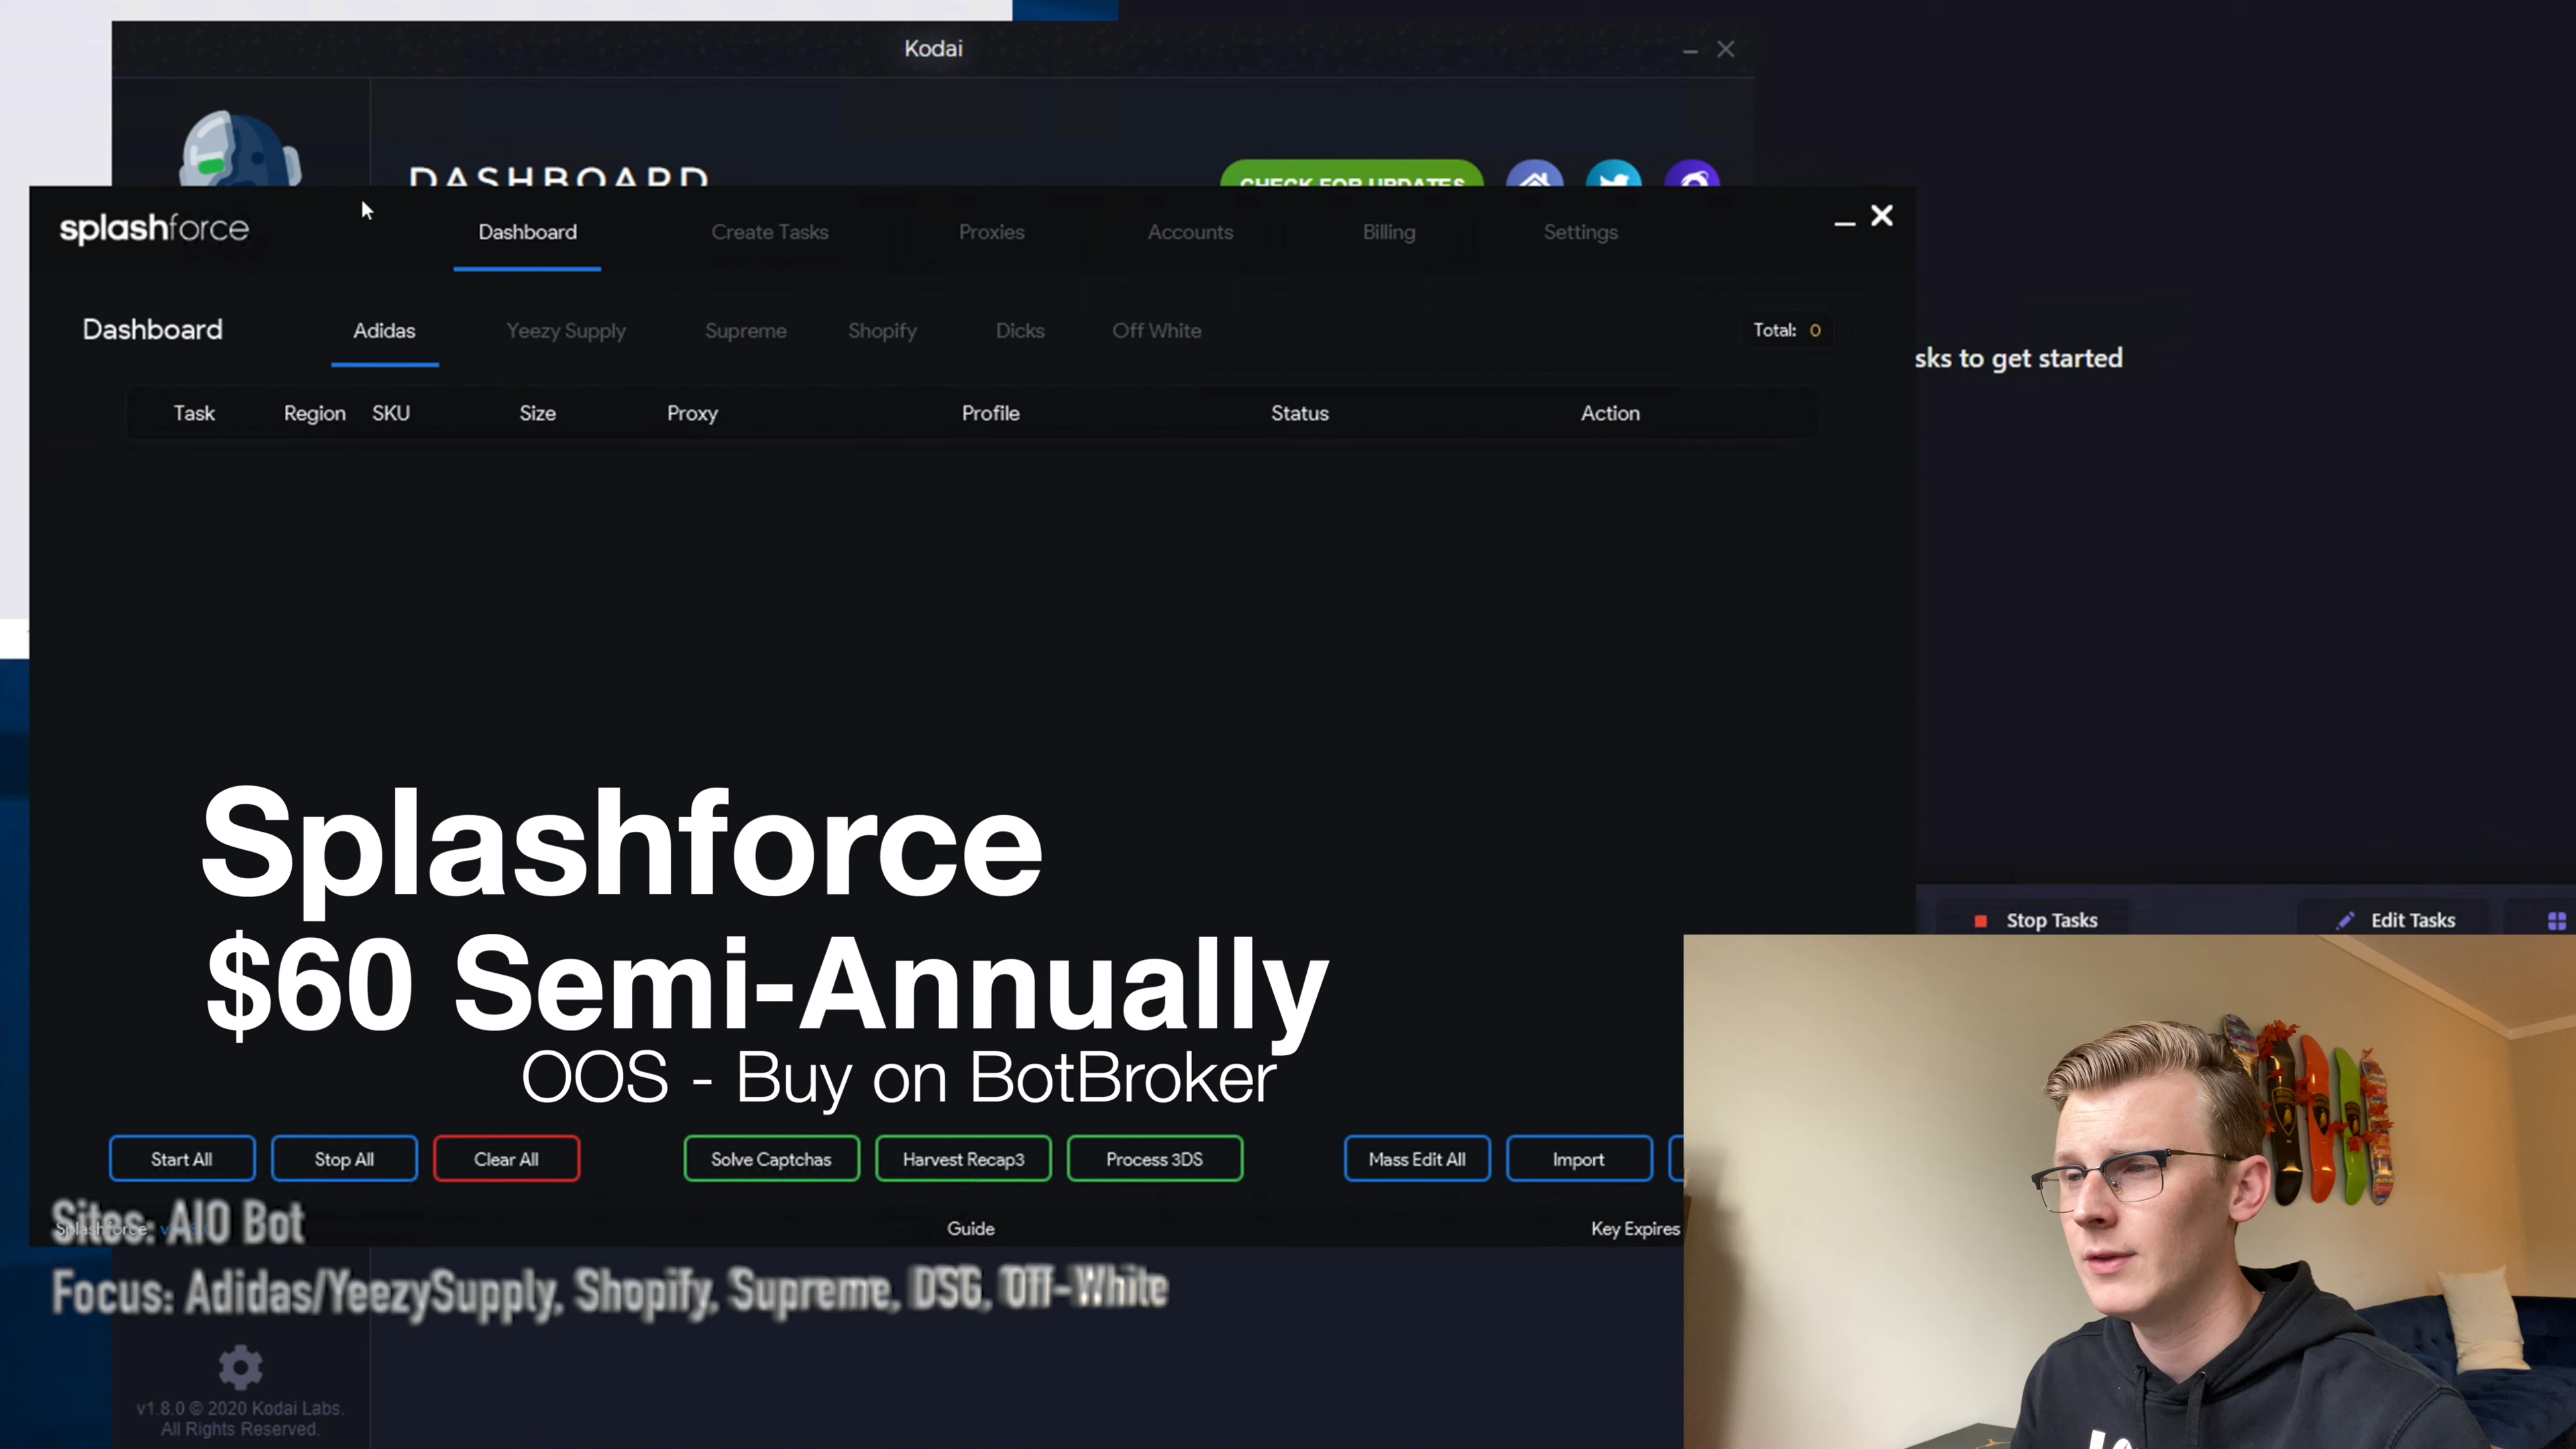 Kodai
DASHBOARD
CHECK FOR UPDATES
splashforce
Dashboard Create Tasks Proxies Accounts Billing Settings
Dashboard Adidas Yeezy Supply Supreme Shopify Dicks Off White Total: 0
sks to get started
Task Region SKU Size Proxy Profile Status Action
Splashforce
$60 Semi-Annually
OOS - Buy on BotBroker
Stop Tasks Edit Tasks
Start All Stop All Clear All Solve Captchas Harvest Recap3 Process 3DS Mass Edit All Import
Sites: AIO Bot
Splashforce Guide Key Expires
Focus: Adidas/YeezySupply, Shopify, Supreme, DSG, Off-White
v1.8.0 © 2020 Kodai Labs.
All Rights Reserved.